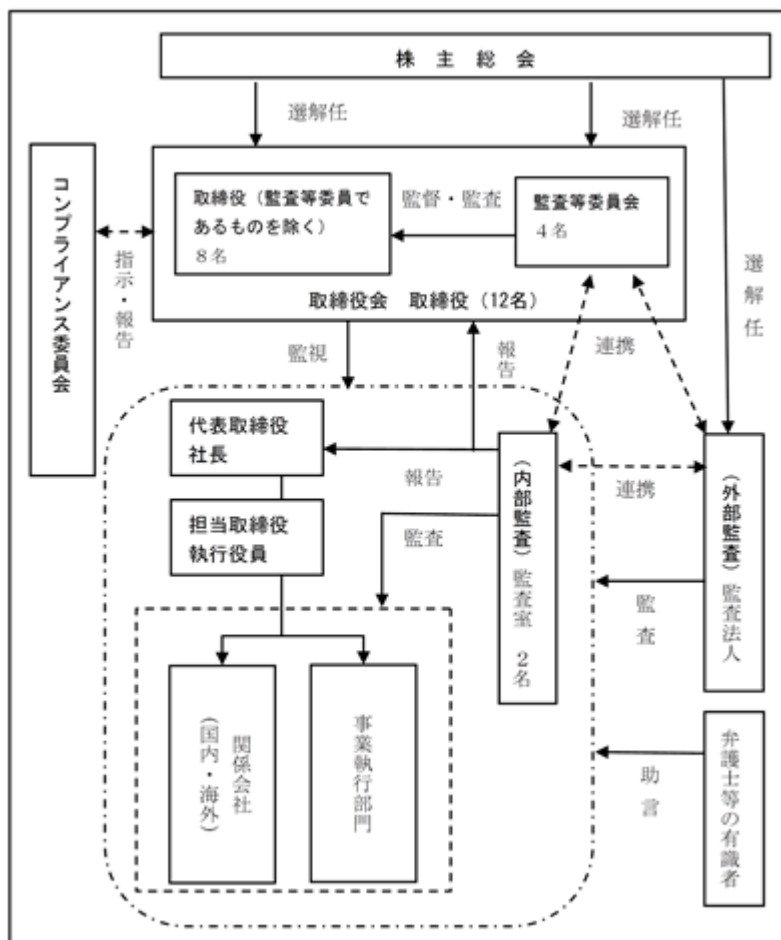 株主総会
選解任
選解任
選解任
コンプライアンス委員会
指示・報告
取締役（監査等委員で
あるものを除く）
８名
監督・監査
監査等委員会
４名
取締役会　取締役（12名）
監視
報告
連携
代表取締役
社長
報告
担当取締役
執行役員
監査
（内部監査）監査室　２名
連携
（外部監査）監査法人
監査
関係会社
（国内・海外）
事業執行部門
助言
弁護士等の有識者